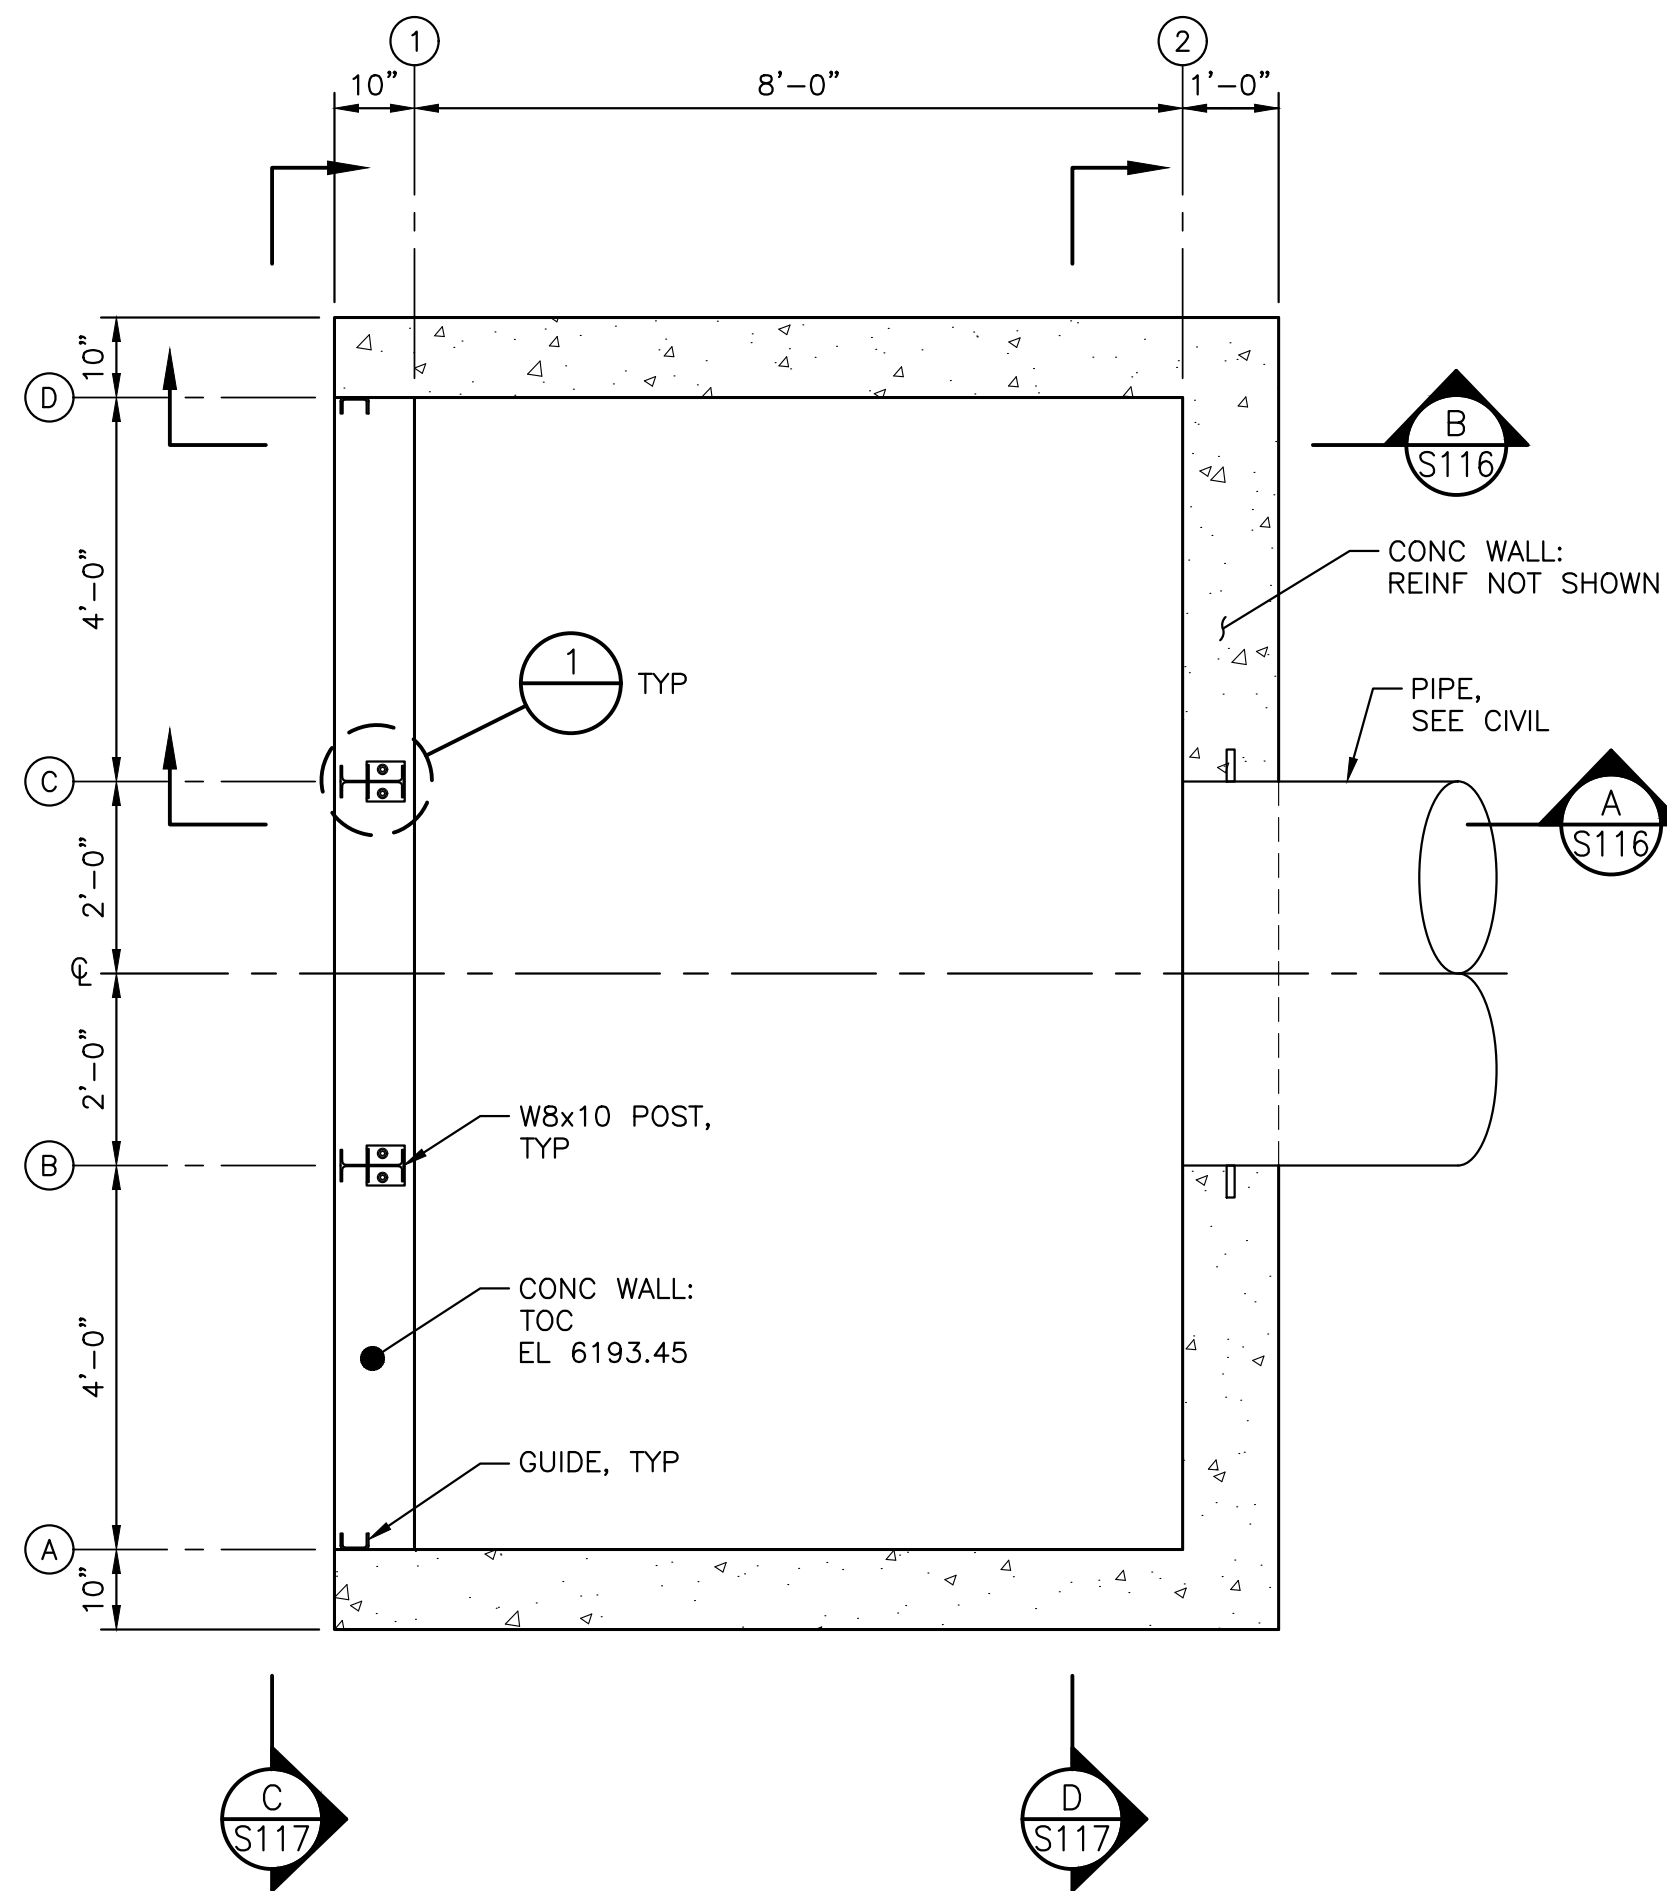 1
2
10"
8'-0"
1'-0"
10"
D
B
S116
CONC WALL:
REINF NOT SHOWN
4'-0"
1
TYP
PIPE,
SEE CIVIL
C
A
S116
2'-0"
℄
2'-0"
W8x10 POST,
TYP
B
CONC WALL:
TOC
EL 6193.45
4'-0"
GUIDE, TYP
A
10"
C
S117
D
S117